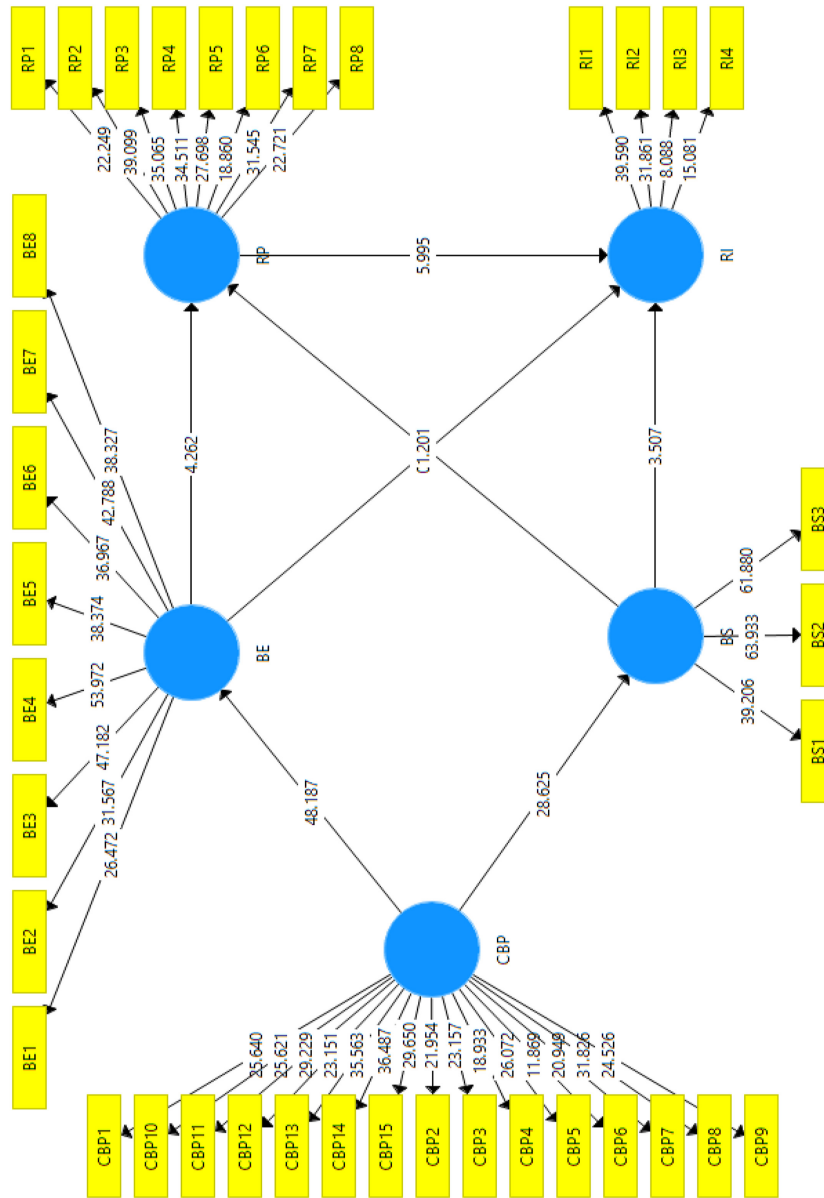 RP1
RP2
RP3
RP4
RP5
RP6
RP7
RP8
22.249
39.099
35.065
34.511
27.698
18.860
31.545
22.721
RI1
RI2
RI3
RI4
39.590
31.861
8.088
15.081
RP
5.995
RI
BE8
BE7
BE6
BE5
BE4
BE3
BE2
BE1
38.327
42.788
36.967
38.374
53.972
47.182
31.567
26.472
BE
4.262
1.201
3.507
BS
61.880
63.933
39.206
BS3
BS2
BS1
48.187
28.625
CBP
25.640
25.621
29.229
23.151
35.563
36.487
29.650
21.954
23.157
18.933
26.072
11.869
20.949
31.826
24.526
CBP1
CBP10
CBP11
CBP12
CBP13
CBP14
CBP15
CBP2
CBP3
CBP4
CBP5
CBP6
CBP7
CBP8
CBP9